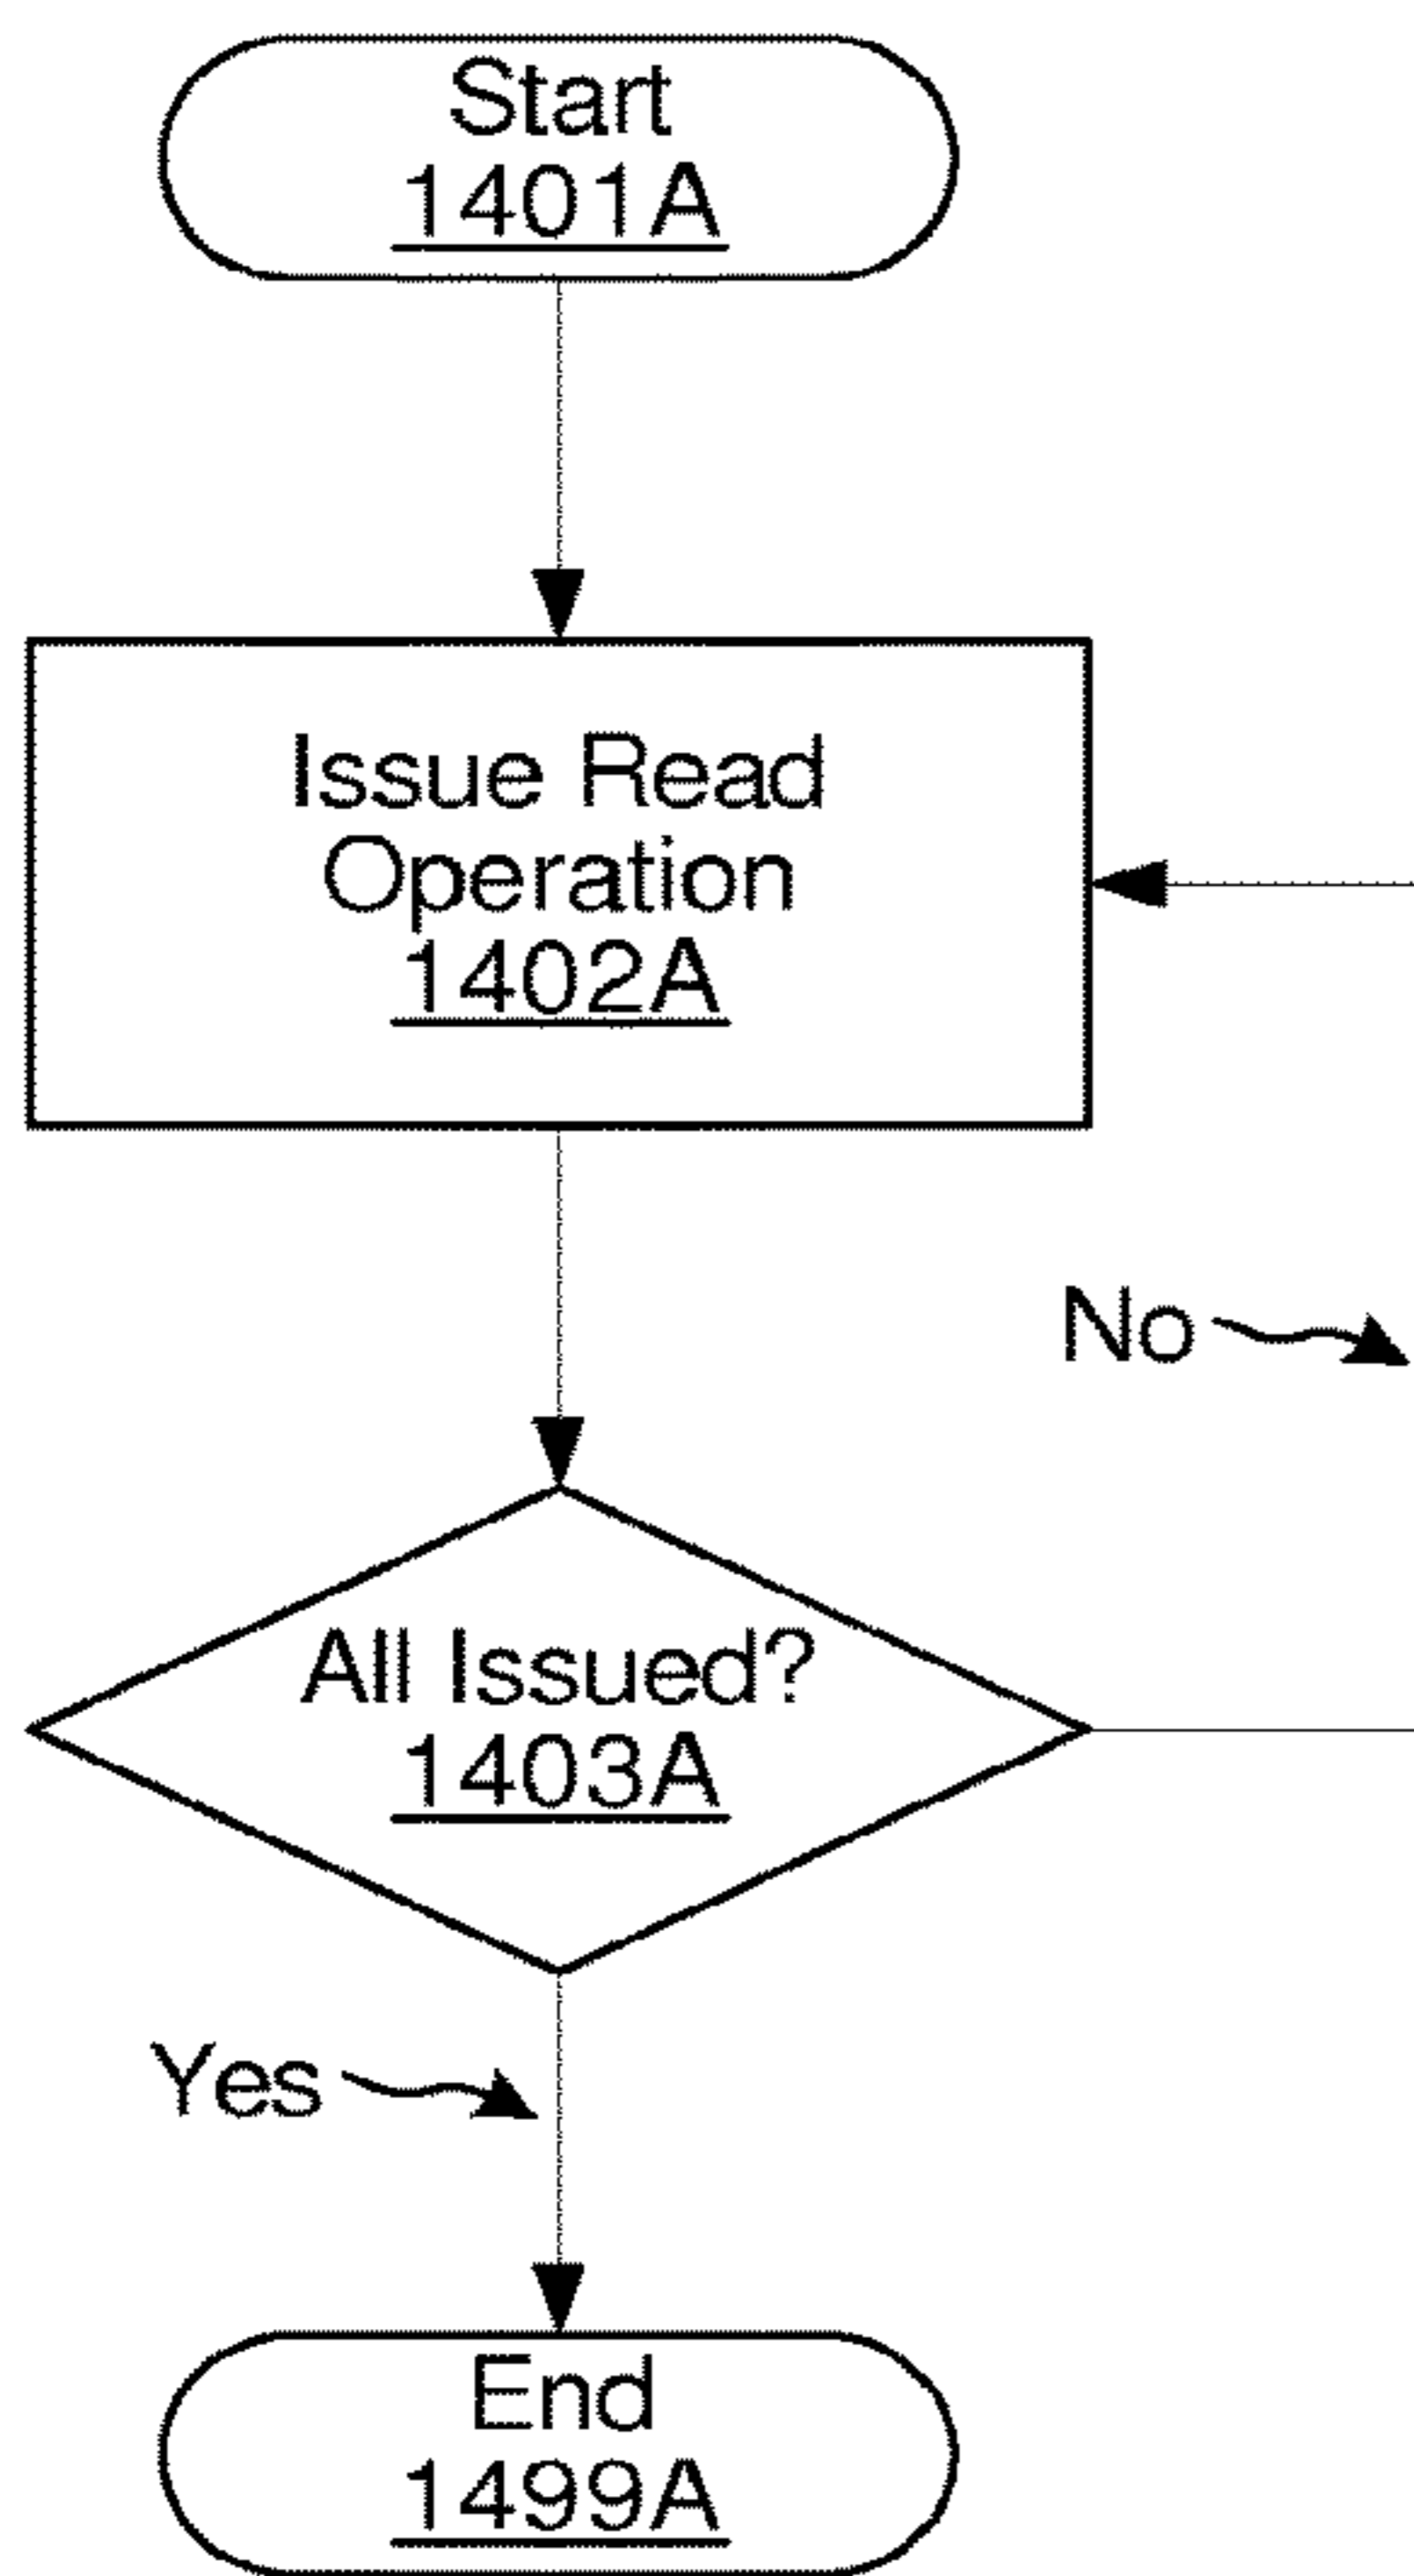 Start
1401A
Issue Read
Operation
1402A
No
All Issued?
1403A
Yes
End
1499A